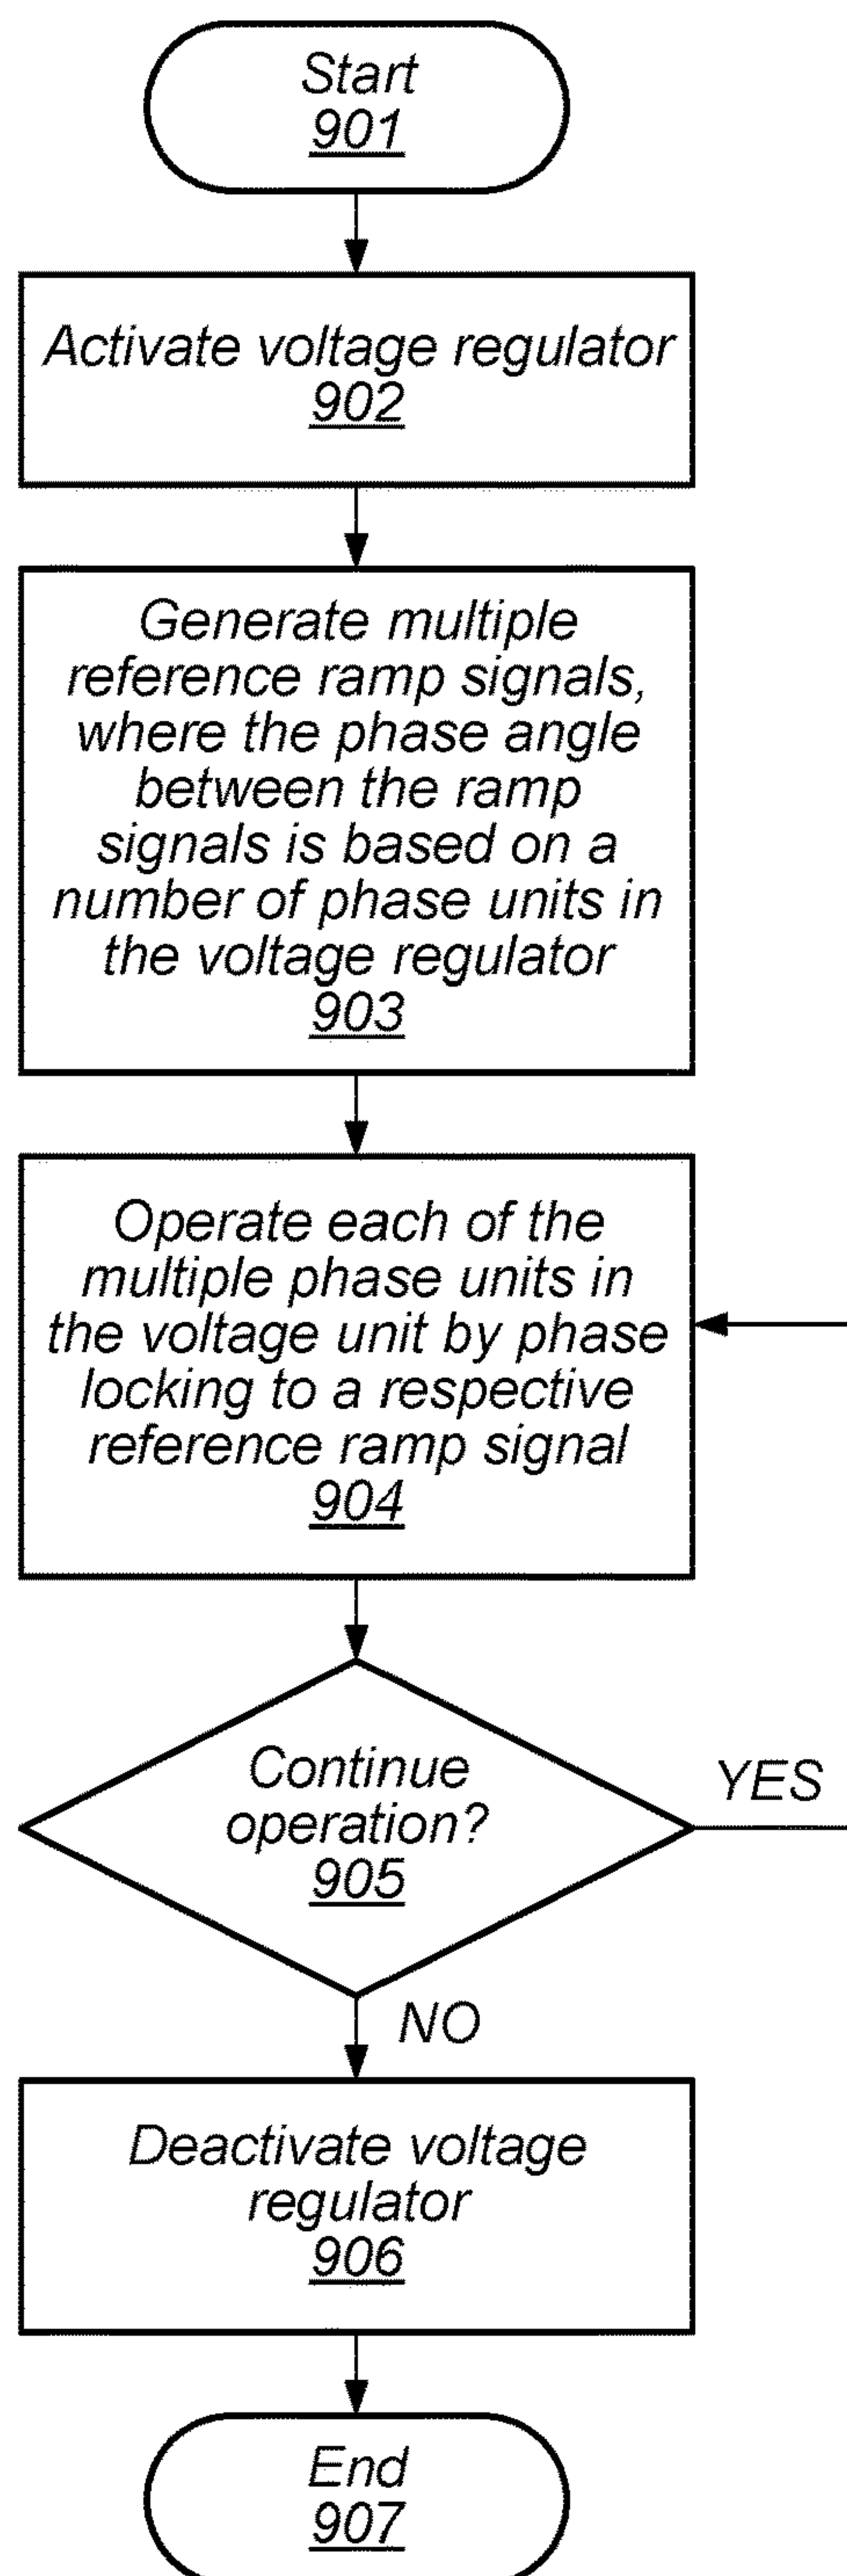 Start
901
Activate voltage regulator
902
Generate multiple
reference ramp signals,
where the phase angle
between the ramp
signals is based on a
number of phase units in
the voltage regulator
903
Operate each of the
multiple phase units in
the voltage unit by phase
locking to a respective
reference ramp signal
904
Continue
operation?
905
YES
NO
Deactivate voltage
regulator
906
End
907